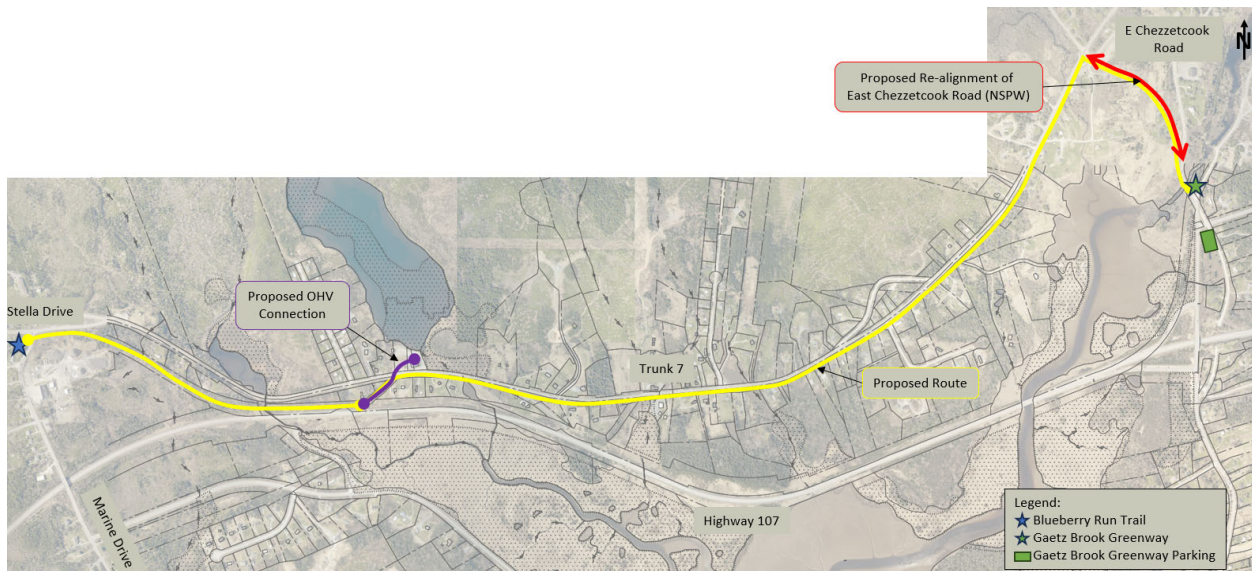 E Chezzetcook
Road
N
Proposed Re-alignment of
East Chezzetcook Road (NSPW)
Stella Drive
Proposed OHV
Connection
Trunk 7
Proposed Route
Marine Drive
Highway 107
Legend:
Blueberry Run Trail
Gaetz Brook Greenway
Gaetz Brook Greenway Parking